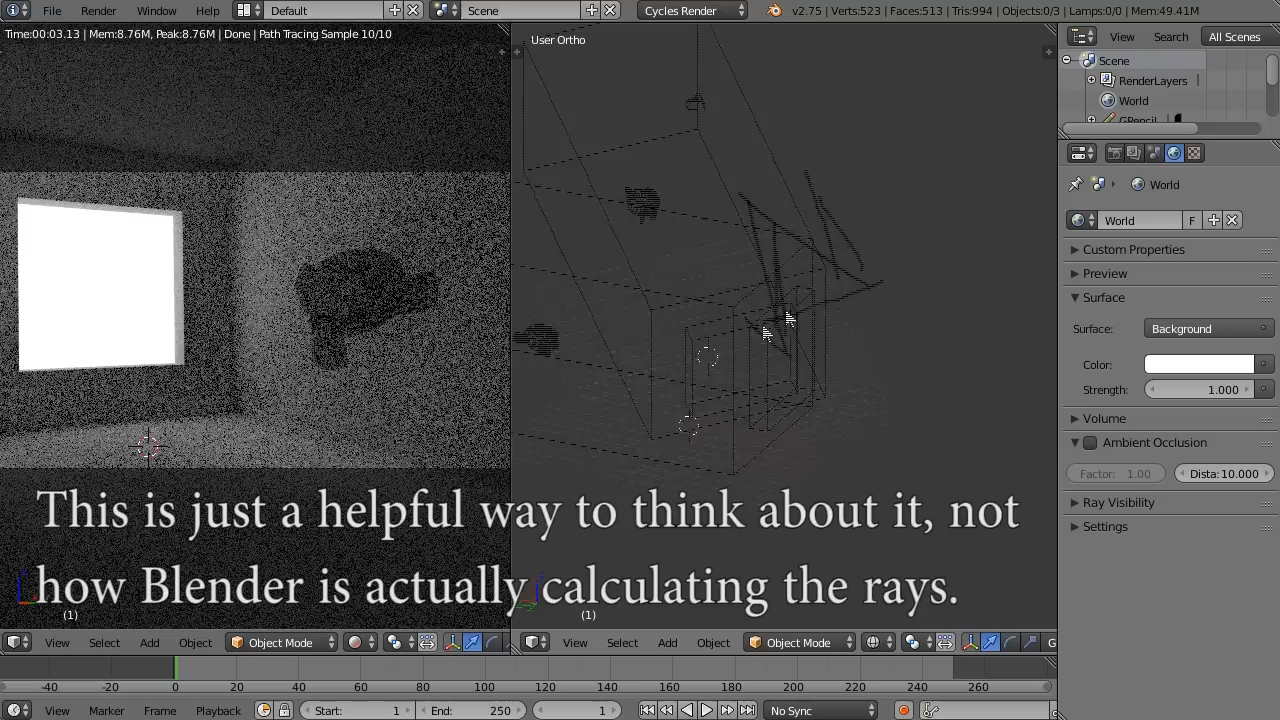 File Render Window Help Default Scene Cycles Render v2.75 | Verts:523 | Faces:513 | Tris:994 | Objects:0/3 | Lamps:0/0 | Mem:49.41M
Time:00:03.13 | Mem:8.76M, Peak:8.76M | Done | Path Tracing Sample 10/10
User Ortho
View Search All Scenes
Scene
RenderLayers
World
GPencil
World
World F
Custom Properties
Preview
Surface
Surface: Background
Color:
Strength: 1.000
Volume
Ambient Occlusion
Factor: 1.00 Dista: 10.000
Ray Visibility
Settings
This is just a helpful way to think about it, not
how Blender is actually calculating the rays.
(1) (1)
View Select Add Object Object Mode View Select Add Object Object Mode G
-40 -20 0 20 40 60 80 100 120 140 160 180 200 220 240 260
View Marker Frame Playback Start: 1 End: 250 1 No Sync